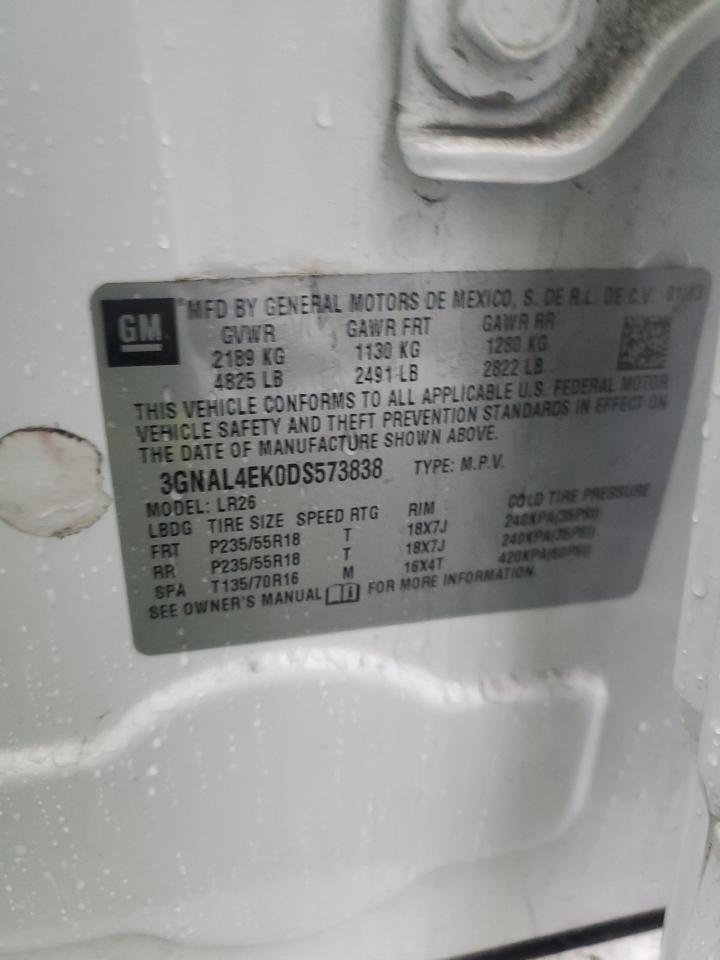 GM
MFD BY GENERAL MOTORS DE MEXICO, S. DE R.L. DE C.V.
GVWR GAWR FRT GAWR RR
2189 KG 1130 KG 1280 KG
4825 LB 2491 LB 2822 LB
THIS VEHICLE CONFORMS TO ALL APPLICABLE U.S. FEDERAL MOTOR
VEHICLE SAFETY AND THEFT PREVENTION STANDARDS IN EFFECT ON
THE DATE OF MANUFACTURE SHOWN ABOVE.
3GNAL4EK0DS573838 TYPE: M.P.V.
MODEL: LR26
LBDG TIRE SIZE SPEED RTG RIM COLD TIRE PRESSURE
FRT P235/55R18 T 18X7J 240KPA(35PSI)
RR P235/55R18 T 18X7J 240KPA(35PSI)
SPA T135/70R16 M 16X4T 420KPA(60PSI)
SEE OWNER'S MANUAL FOR MORE INFORMATION.